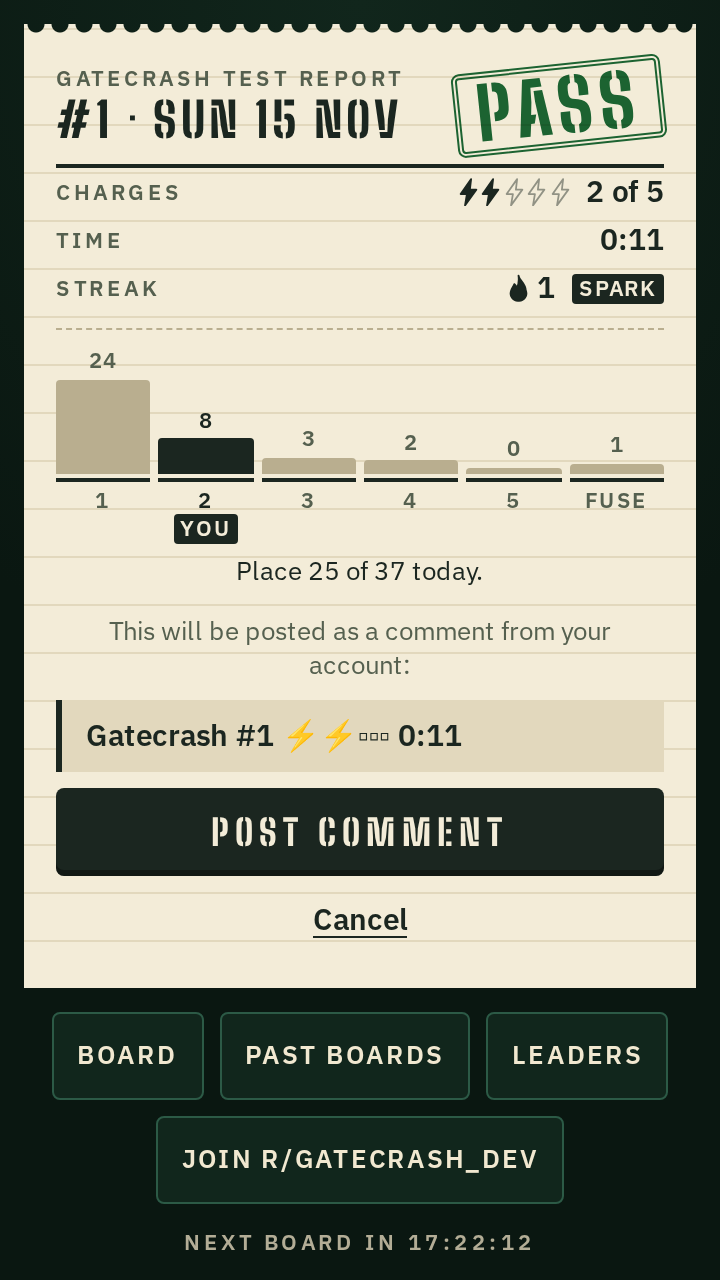 GATECRASH TEST REPORT
#1 · SUN 15 NOV
PASS
CHARGES 2 of 5
TIME 0:11
STREAK 1 SPARK
24 8 3 2 0 1
1 2 3 4 5 FUSE
YOU
Place 25 of 37 today.
This will be posted as a comment from your
account:
Gatecrash #1 ⚡⚡▫▫▫ 0:11
POST COMMENT
Cancel
BOARD PAST BOARDS LEADERS
JOIN R/GATECRASH_DEV
NEXT BOARD IN 17:22:12